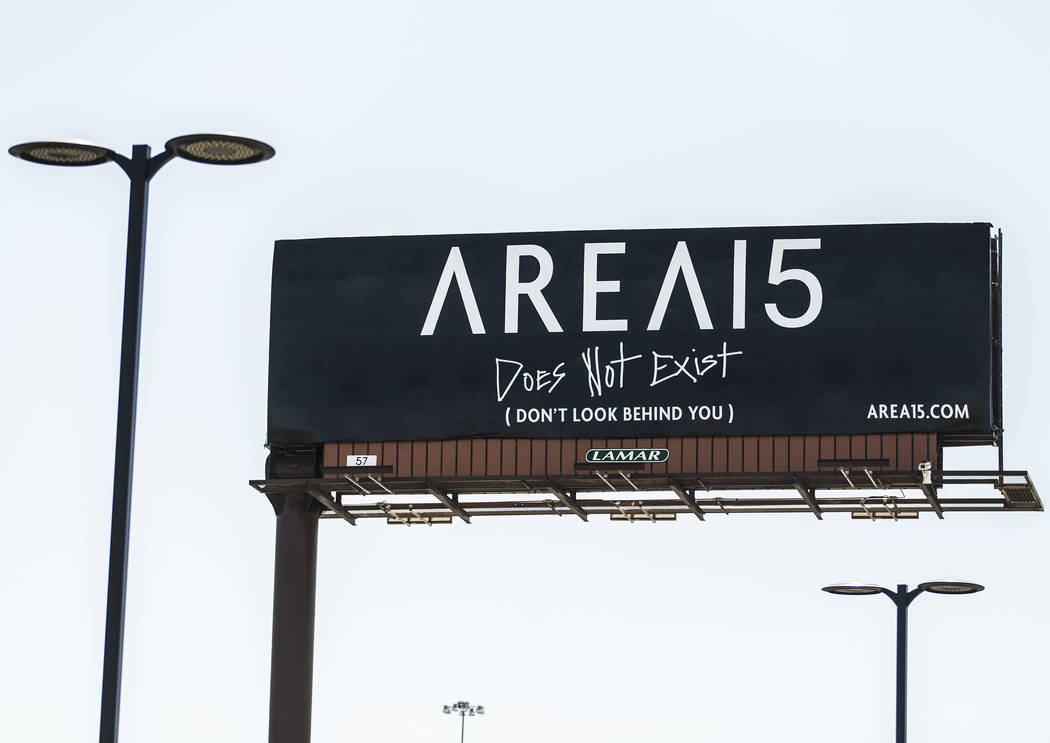 AREA15
Does Not Exist
(DON'T LOOK BEHIND YOU)
AREA15.COM
57
LAMAR